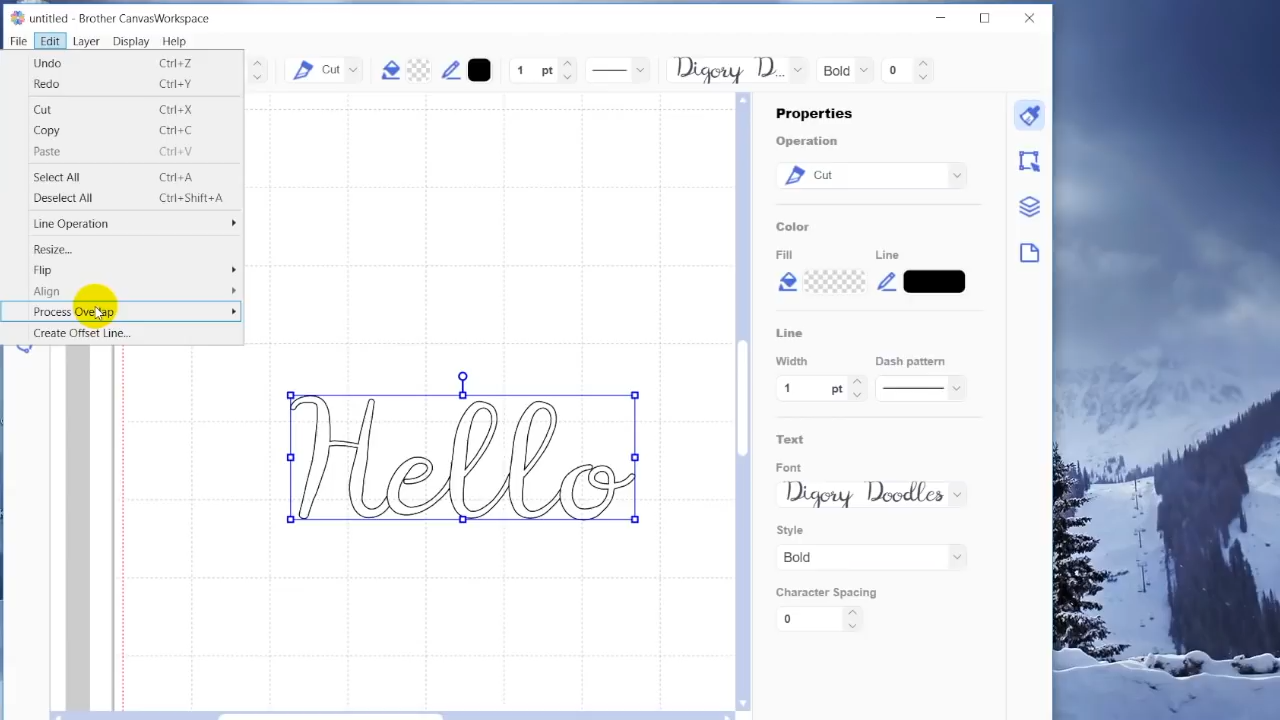 untitled - Brother CanvasWorkspace
File Edit Layer Display Help
Undo Ctrl+Z
Redo Ctrl+Y
Cut Ctrl+X
Copy Ctrl+C
Paste Ctrl+V
Select All Ctrl+A
Deselect All Ctrl+Shift+A
Line Operation
Resize...
Flip
Align
Process Overlap
Create Offset Line...
Cut 1 pt Digory D... Bold 0
Hello
Properties
Operation
Cut
Color
Fill Line
Line
Width Dash pattern
1 pt
Text
Font
Digory Doodles
Style
Bold
Character Spacing
0